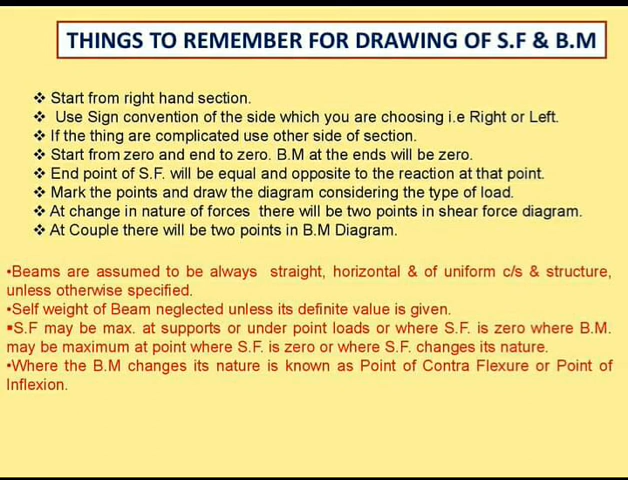 THINGS TO REMEMBER FOR DRAWING OF S.F & B.M
❖ Start from right hand section.
❖ Use Sign convention of the side which you are choosing i.e Right or Left.
❖ If the thing are complicated use other side of section.
❖ Start from zero and end to zero. B.M at the ends will be zero.
❖ End point of S.F. will be equal and opposite to the reaction at that point.
❖ Mark the points and draw the diagram considering the type of load.
❖ At change in nature of forces there will be two points in shear force diagram.
❖ At Couple there will be two points in B.M Diagram.
•Beams are assumed to be always straight, horizontal & of uniform c/s & structure,
unless otherwise specified.
•Self weight of Beam neglected unless its definite value is given.
▪S.F may be max. at supports or under point loads or where S.F. is zero where B.M.
may be maximum at point where S.F. is zero or where S.F. changes its nature.
•Where the B.M changes its nature is known as Point of Contra Flexure or Point of
Inflexion.